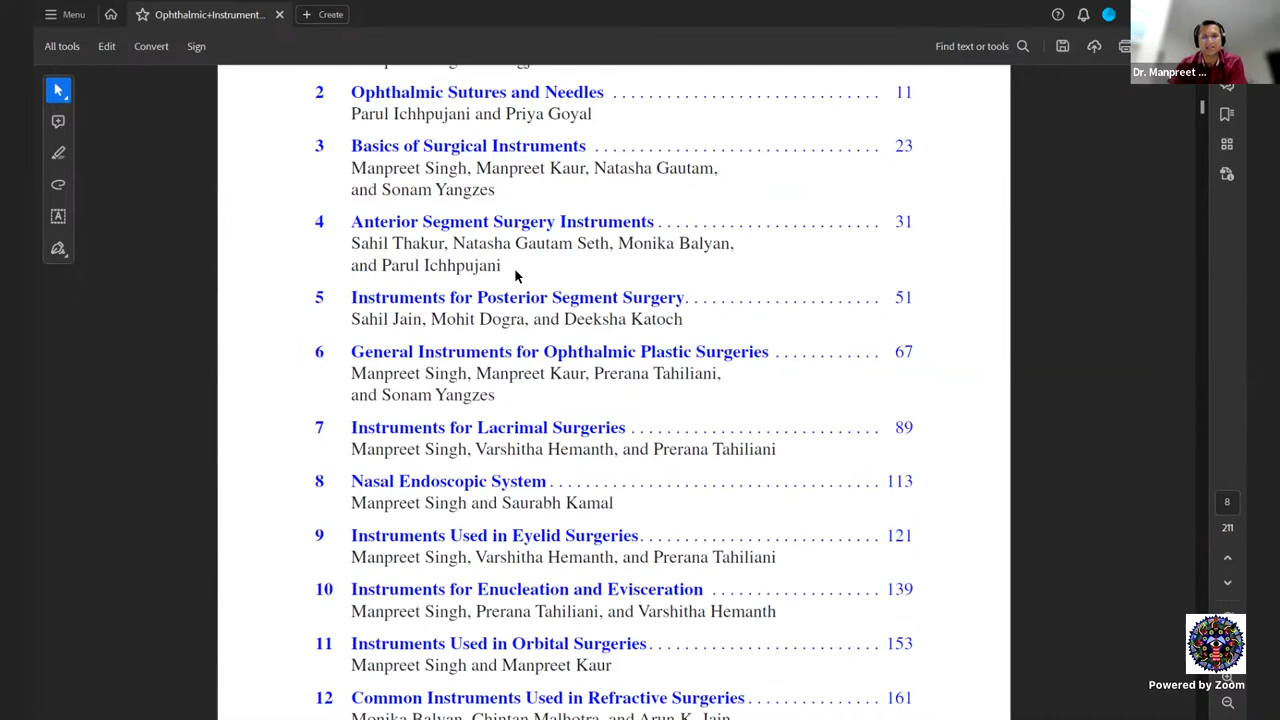 Menu
Ophthalmic+Instrument...
Create
All tools
Edit
Convert
Sign
Find text or tools
Dr. Manpreet ...
2 Ophthalmic Sutures and Needles . . . . . . . . . . . . . . . . . . . . . . . . . . . . 11
Parul Ichhpujani and Priya Goyal
3 Basics of Surgical Instruments . . . . . . . . . . . . . . . . . . . . . . . . . . . . . . 23
Manpreet Singh, Manpreet Kaur, Natasha Gautam,
and Sonam Yangzes
4 Anterior Segment Surgery Instruments . . . . . . . . . . . . . . . . . . . . . . . 31
Sahil Thakur, Natasha Gautam Seth, Monika Balyan,
and Parul Ichhpujani
5 Instruments for Posterior Segment Surgery. . . . . . . . . . . . . . . . . . . . 51
Sahil Jain, Mohit Dogra, and Deeksha Katoch
6 General Instruments for Ophthalmic Plastic Surgeries . . . . . . . . . . . 67
Manpreet Singh, Manpreet Kaur, Prerana Tahiliani,
and Sonam Yangzes
7 Instruments for Lacrimal Surgeries . . . . . . . . . . . . . . . . . . . . . . . . . . 89
Manpreet Singh, Varshitha Hemanth, and Prerana Tahiliani
8 Nasal Endoscopic System . . . . . . . . . . . . . . . . . . . . . . . . . . . . . . . . . . 113
Manpreet Singh and Saurabh Kamal
9 Instruments Used in Eyelid Surgeries. . . . . . . . . . . . . . . . . . . . . . . . . 121
Manpreet Singh, Varshitha Hemanth, and Prerana Tahiliani
10 Instruments for Enucleation and Evisceration . . . . . . . . . . . . . . . . . 139
Manpreet Singh, Prerana Tahiliani, and Varshitha Hemanth
11 Instruments Used in Orbital Surgeries. . . . . . . . . . . . . . . . . . . . . . . . 153
Manpreet Singh and Manpreet Kaur
12 Common Instruments Used in Refractive Surgeries . . . . . . . . . . . . . . 161
Monika Balyan, Chintan Malhotra, and Arun K. Jain
8
211
Powered by Zoom